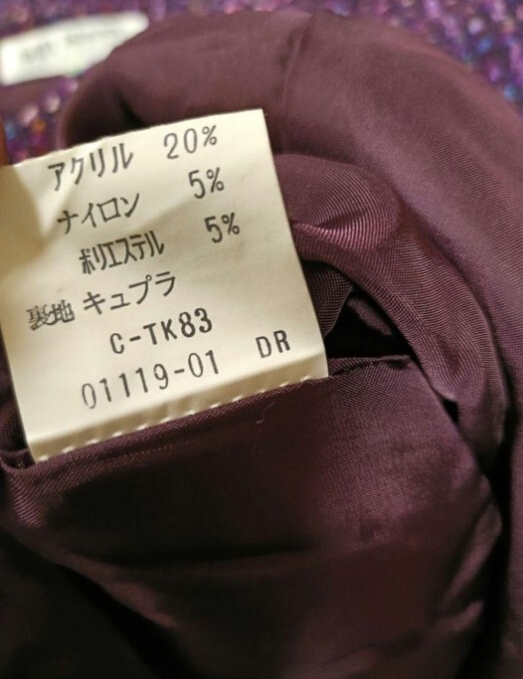 アクリル 20%
ナイロン 5%
ポリエステル 5%
裏地 キュプラ
C-TK83
01119-01 DR